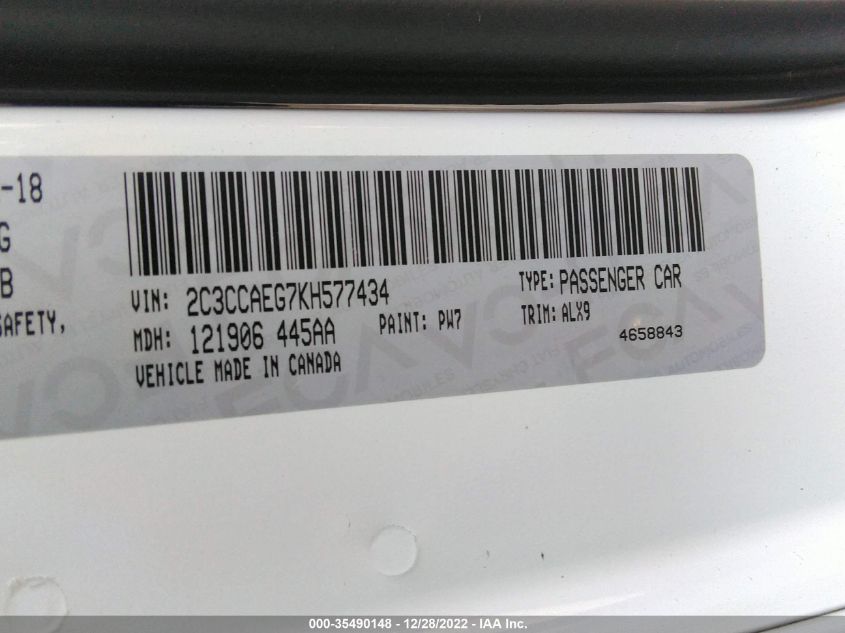 -18
G
B
SAFETY,
VIN: 2C3CCAEG7KH577434
TYPE: PASSENGER CAR
MDH: 121906 445AA
PAINT: PW7
TRIM: ALX9
VEHICLE MADE IN CANADA
4658843
000-35490148 - 12/28/2022 - IAA Inc.